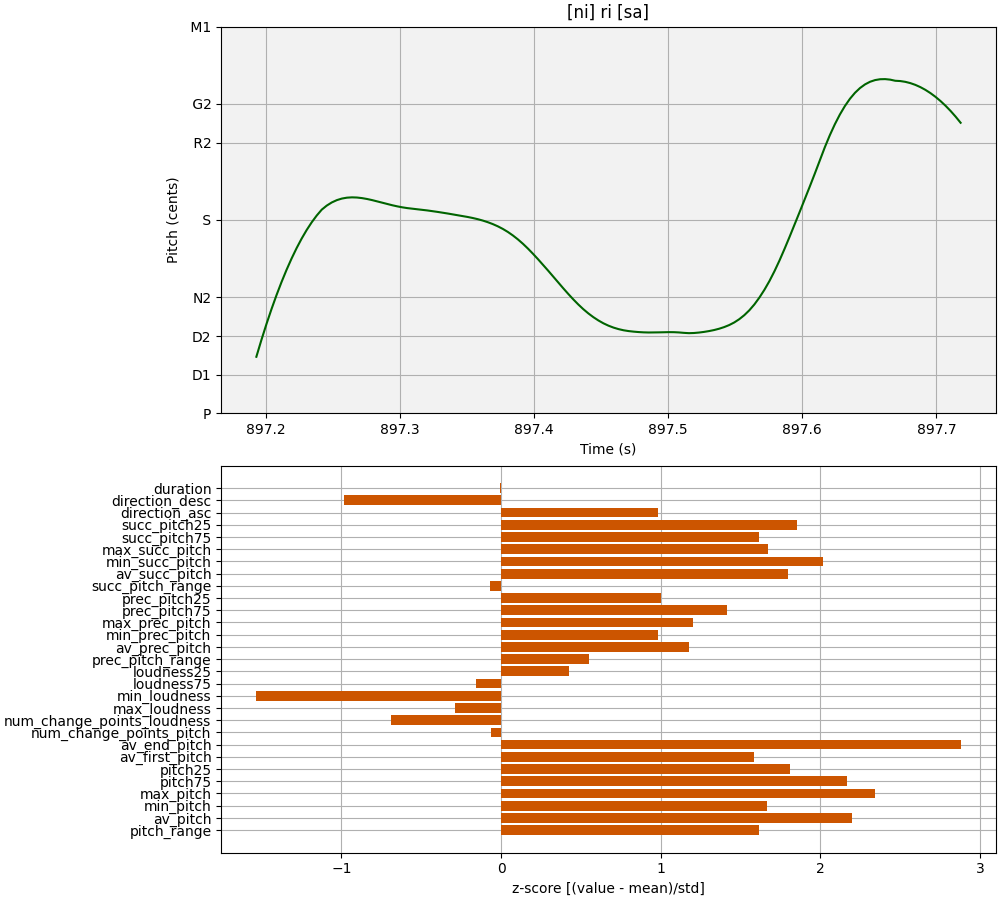 [ni] ri [sa]
M1
G2
R2
S
N2
D2
D1
P
Pitch (cents)
897.2 897.3 897.4 897.5 897.6 897.7
Time (s)
duration
direction_desc
direction_asc
succ_pitch25
succ_pitch75
max_succ_pitch
min_succ_pitch
av_succ_pitch
succ_pitch_range
prec_pitch25
prec_pitch75
max_prec_pitch
min_prec_pitch
av_prec_pitch
prec_pitch_range
loudness25
loudness75
min_loudness
max_loudness
num_change_points_loudness
num_change_points_pitch
av_end_pitch
av_first_pitch
pitch25
pitch75
max_pitch
min_pitch
av_pitch
pitch_range
−1 0 1 2 3
z-score [(value - mean)/std]